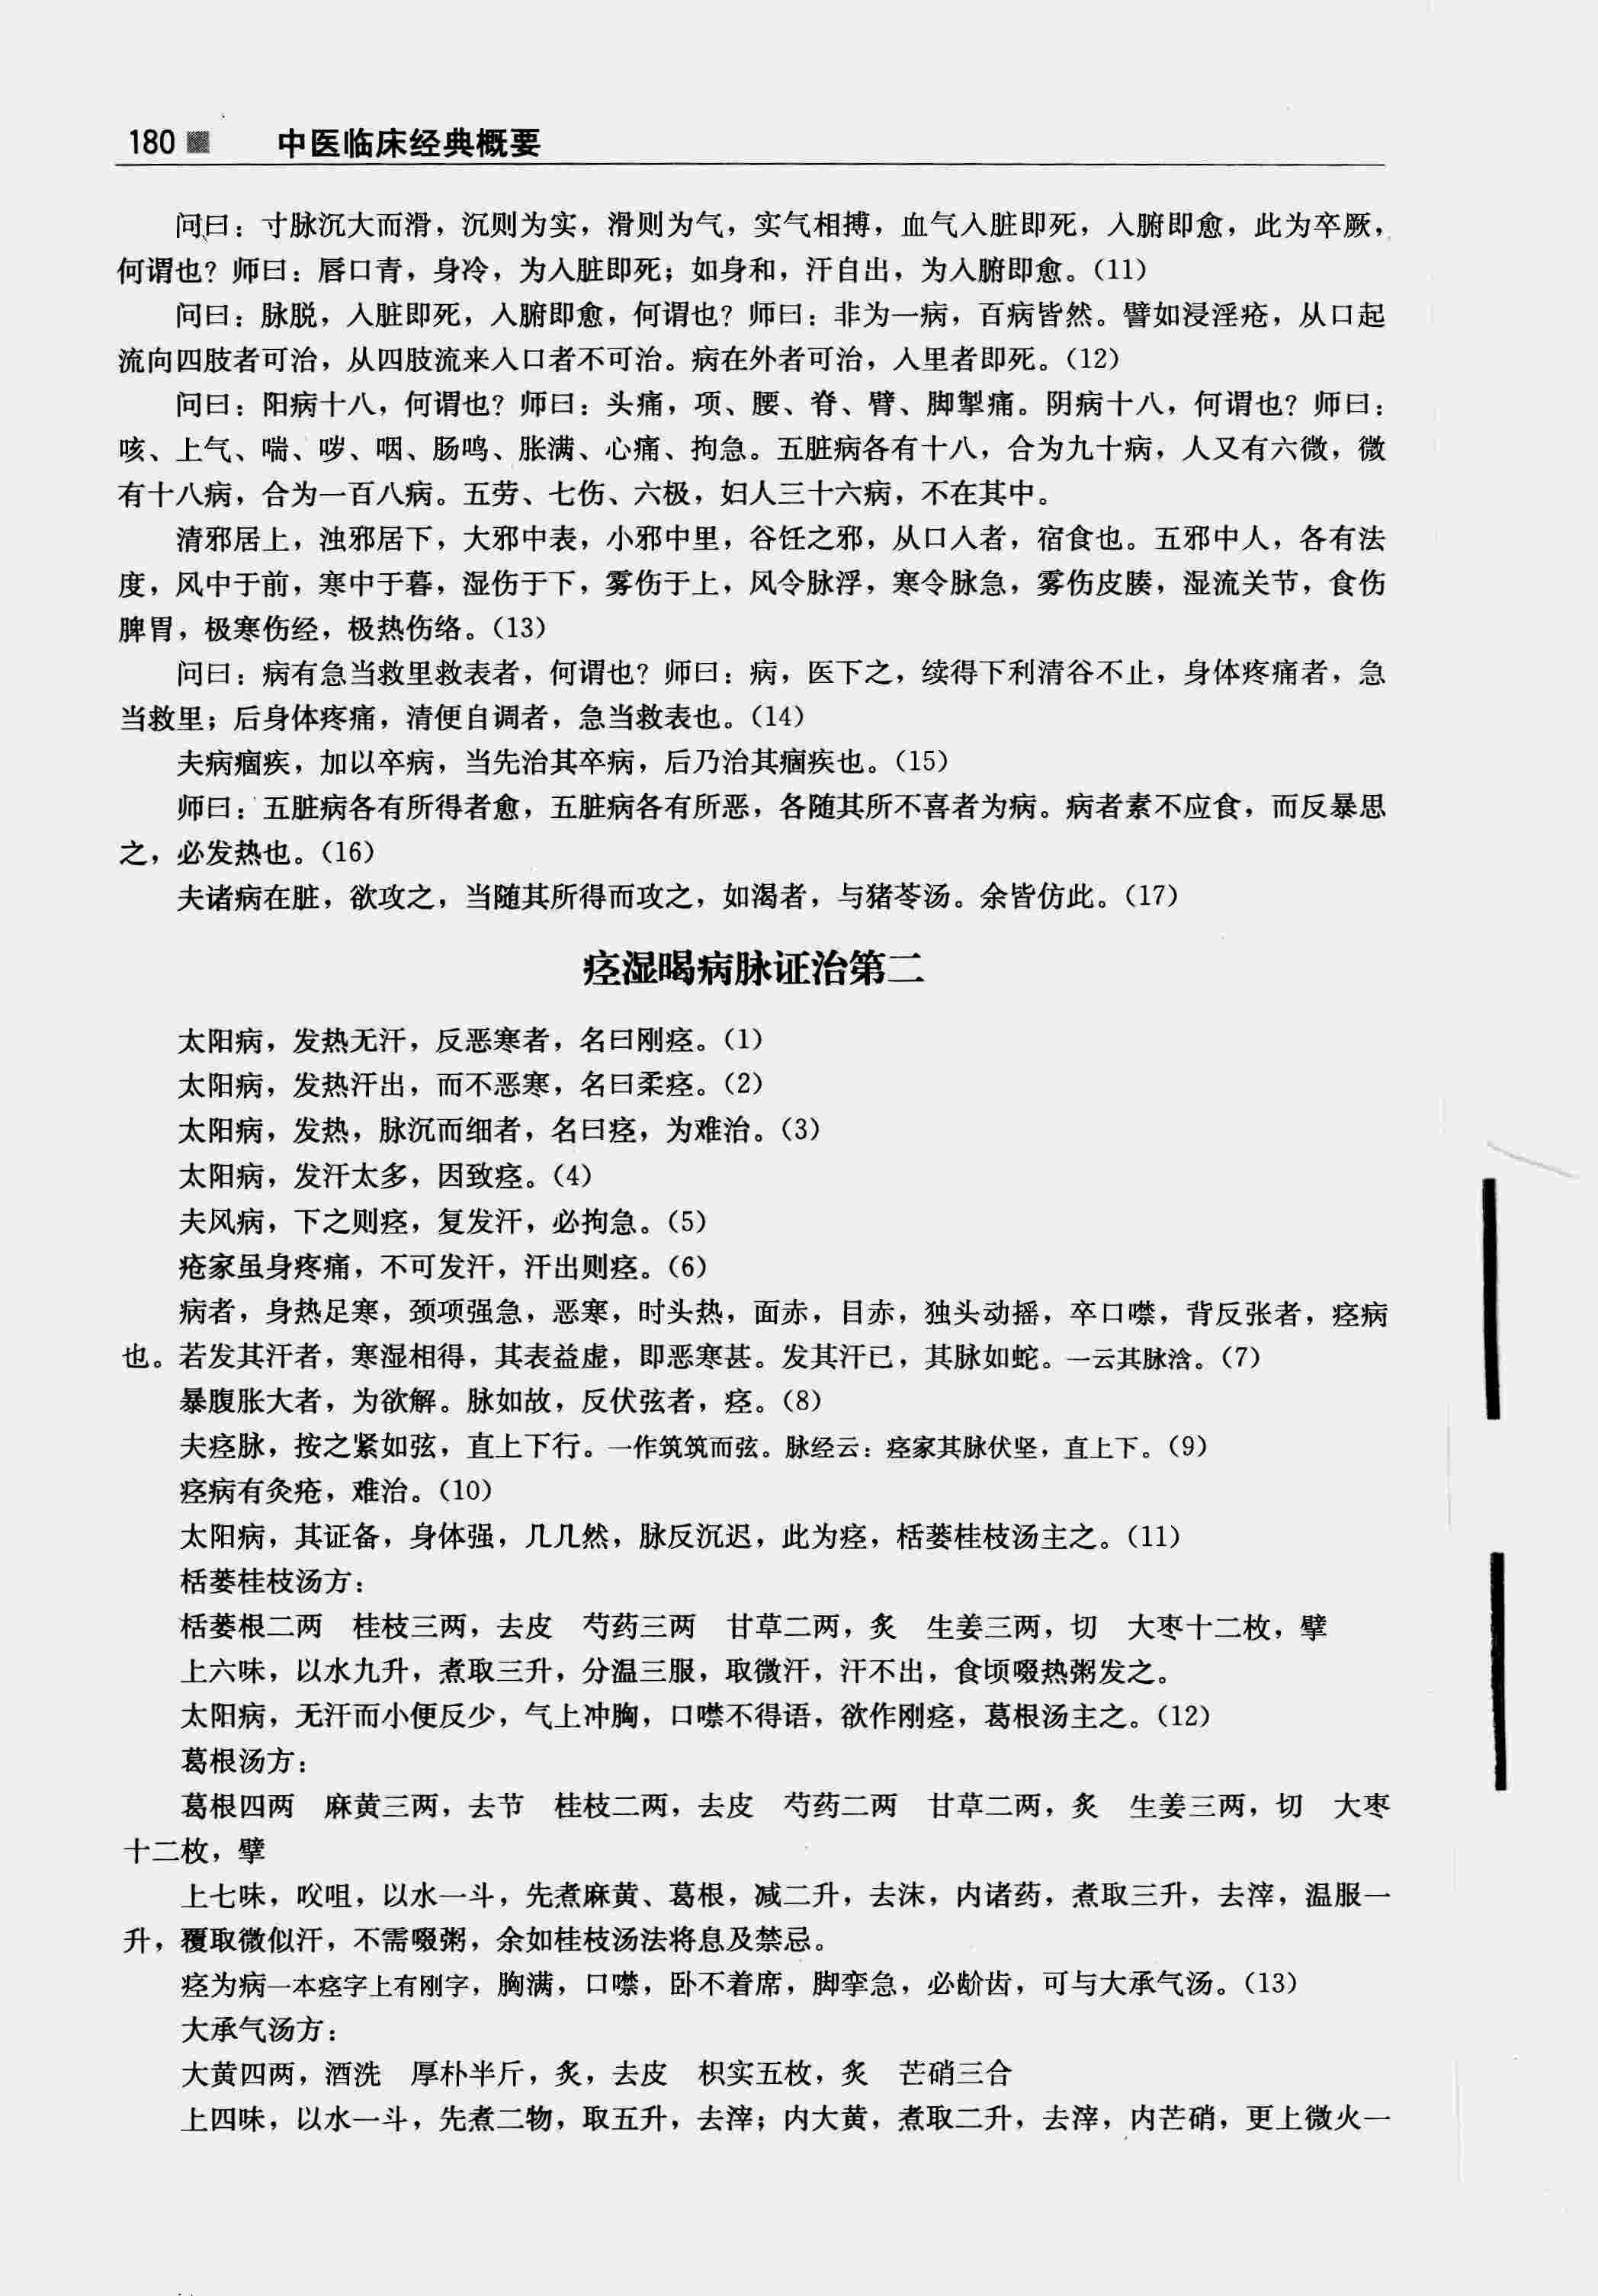 180 中医临床经典概要
问曰：寸脉沉大而滑，沉则为实，滑则为气，实气相搏，血气入脏即死，入腑即愈，此为卒厥，
何谓也？师曰：唇口青，身冷，为入脏即死；如身和，汗自出，为入腑即愈。（11）
问曰：脉脱，入脏即死，入腑即愈，何谓也？师曰：非为一病，百病皆然。譬如浸淫疮，从口起
流向四肢者可治，从四肢流来入口者不可治。病在外者可治，入里者即死。（12）
问曰：阳病十八，何谓也？师曰：头痛，项、腰、脊、臂、脚掣痛。阴病十八，何谓也？师曰：
咳、上气、喘、哕、咽、肠鸣、胀满、心痛、拘急。五脏病各有十八，合为九十病，人又有六微，微
有十八病，合为一百八病。五劳、七伤、六极，妇人三十六病，不在其中。
清邪居上，浊邪居下，大邪中表，小邪中里，谷饪之邪，从口入者，宿食也。五邪中人，各有法
度，风中于前，寒中于暮，湿伤于下，雾伤于上，风令脉浮，寒令脉急，雾伤皮腠，湿流关节，食伤
脾胃，极寒伤经，极热伤络。（13）
问曰：病有急当救里救表者，何谓也？师曰：病，医下之，续得下利清谷不止，身体疼痛者，急
当救里；后身体疼痛，清便自调者，急当救表也。（14）
夫病痼疾，加以卒病，当先治其卒病，后乃治其痼疾也。（15）
师曰：五脏病各有所得者愈，五脏病各有所恶，各随其所不喜者为病。病者素不应食，而反暴思
之，必发热也。（16）
夫诸病在脏，欲攻之，当随其所得而攻之，如渴者，与猪苓汤。余皆仿此。（17）
痉湿暍病脉证治第二
太阳病，发热无汗，反恶寒者，名曰刚痉。（1）
太阳病，发热汗出，而不恶寒，名曰柔痉。（2）
太阳病，发热，脉沉而细者，名曰痉，为难治。（3）
太阳病，发汗太多，因致痉。（4）
夫风病，下之则痉，复发汗，必拘急。（5）
疮家虽身疼痛，不可发汗，汗出则痉。（6）
病者，身热足寒，颈项强急，恶寒，时头热，面赤，目赤，独头动摇，卒口噤，背反张者，痉病
也。若发其汗者，寒湿相得，其表益虚，即恶寒甚。发其汗已，其脉如蛇。一云其脉浛。（7）
暴腹胀大者，为欲解。脉如故，反伏弦者，痉。（8）
夫痉脉，按之紧如弦，直上下行。一作筑筑而弦。脉经云：痉家其脉伏坚，直上下。（9）
痉病有灸疮，难治。（10）
太阳病，其证备，身体强，几几然，脉反沉迟，此为痉，栝蒌桂枝汤主之。（11）
栝蒌桂枝汤方：
栝蒌根二两　桂枝三两，去皮　芍药三两　甘草二两，炙　生姜三两，切　大枣十二枚，擘
上六味，以水九升，煮取三升，分温三服，取微汗，汗不出，食顷啜热粥发之。
太阳病，无汗而小便反少，气上冲胸，口噤不得语，欲作刚痉，葛根汤主之。（12）
葛根汤方：
葛根四两　麻黄三两，去节　桂枝二两，去皮　芍药二两　甘草二两，炙　生姜三两，切　大枣
十二枚，擘
上七味，㕮咀，以水一斗，先煮麻黄、葛根，减二升，去沫，内诸药，煮取三升，去滓，温服一
升，覆取微似汗，不需啜粥，余如桂枝汤法将息及禁忌。
痉为病一本痉字上有刚字，胸满，口噤，卧不着席，脚挛急，必齘齿，可与大承气汤。（13）
大承气汤方：
大黄四两，酒洗　厚朴半斤，炙，去皮　枳实五枚，炙　芒硝三合
上四味，以水一斗，先煮二物，取五升，去滓；内大黄，煮取二升，去滓，内芒硝，更上微火一